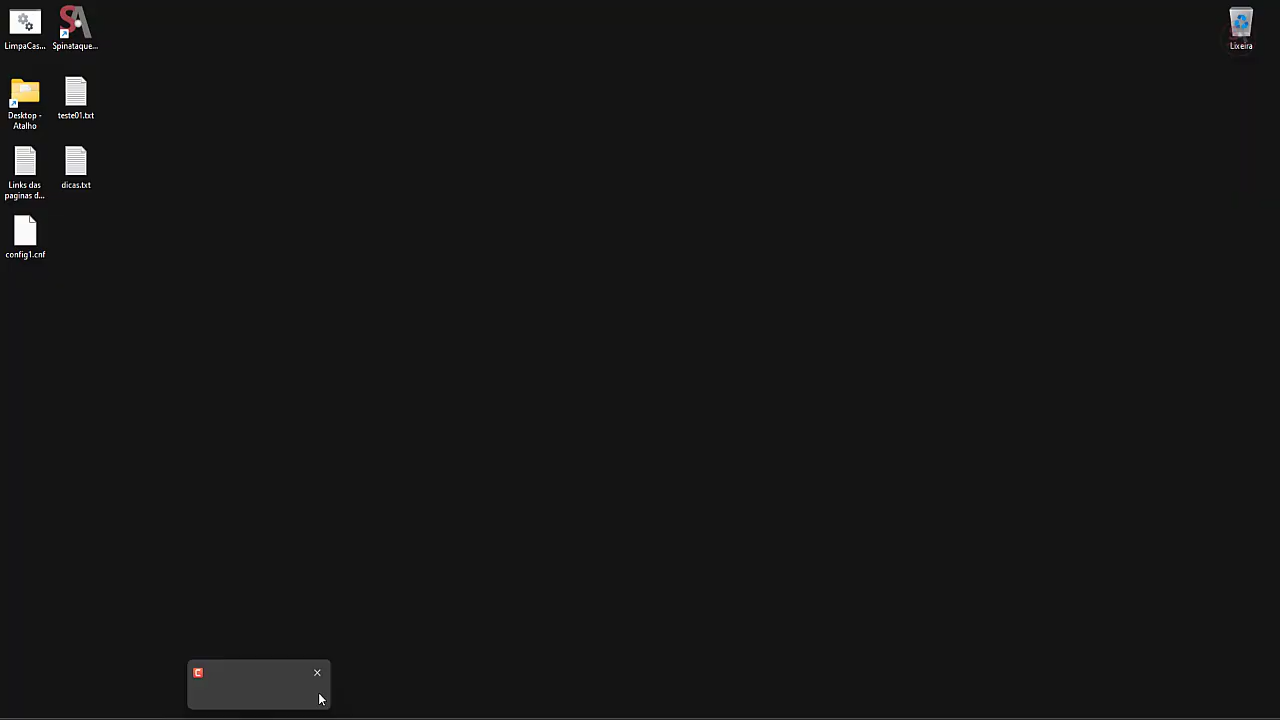 LimpaCas...
Spinataque...
Lixeira
Desktop -
Atalho
teste01.txt
Links das
paginas d...
dicas.txt
config1.cnf